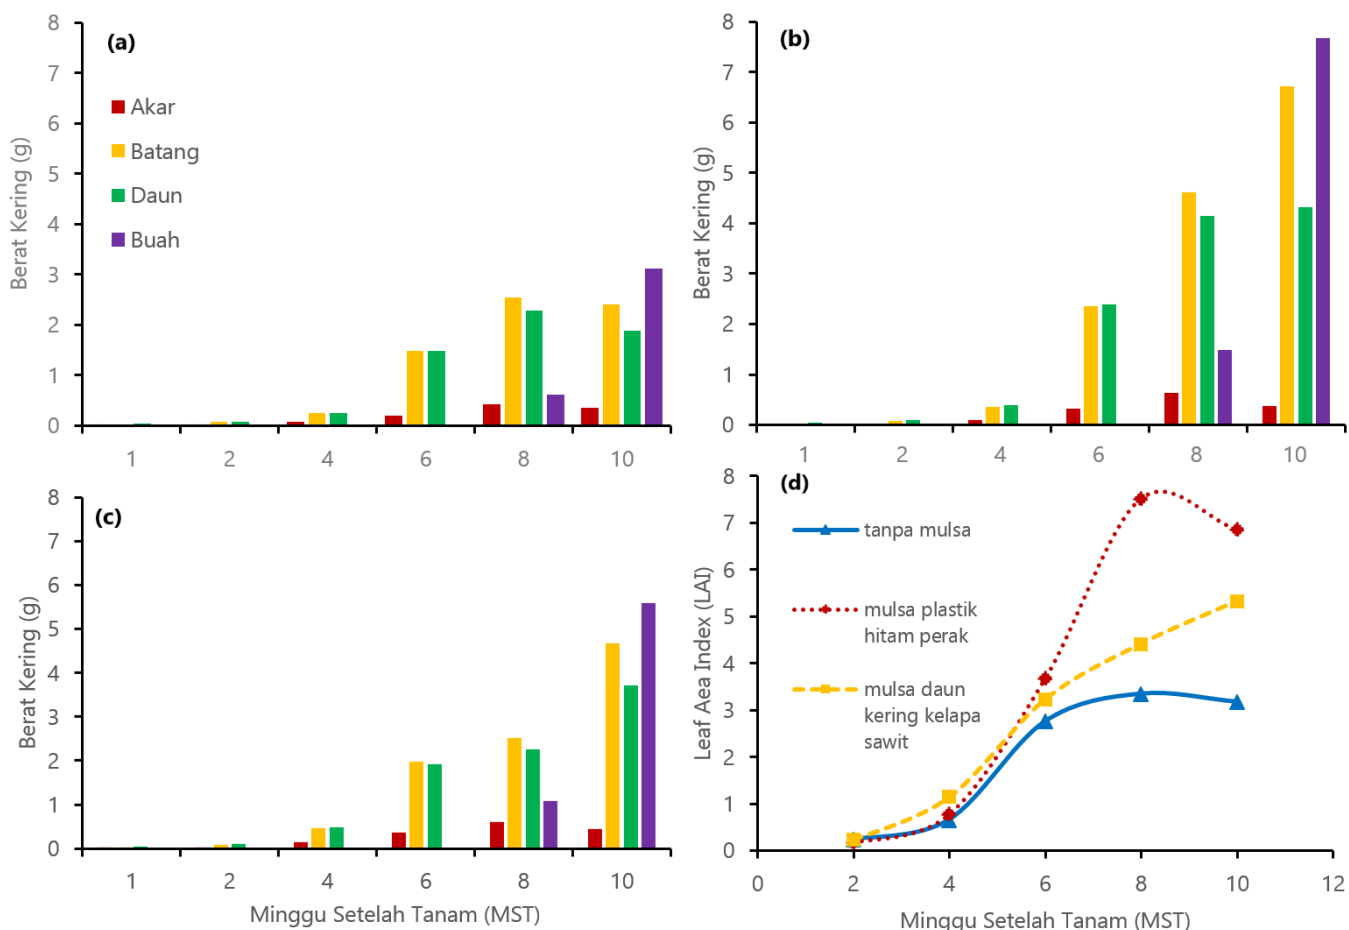 (a)
8
7
6
5
4
3
2
1
0
Berat Kering (g)
Akar
Batang
Daun
Buah
1 2 4 6 8 10
(b)
8
7
6
5
4
3
2
1
0
Berat Kering (g)
1 2 4 6 8 10
(c)
8
7
6
5
4
3
2
1
0
Berat Kering (g)
1 2 4 6 8 10
Minggu Setelah Tanam (MST)
(d)
8
7
6
5
4
3
2
1
0
Leaf Aea Index (LAI)
tanpa mulsa
mulsa plastik
hitam perak
mulsa daun
kering kelapa
sawit
0 2 4 6 8 10 12
Minggu Setelah Tanam (MST)